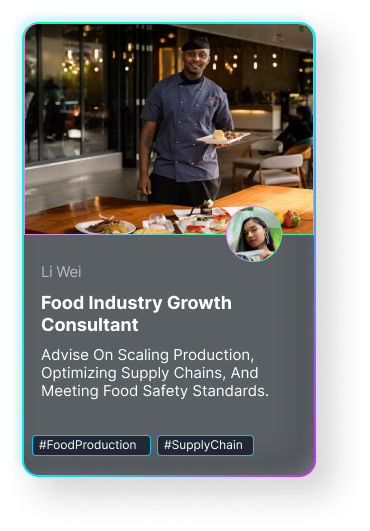 Li Wei
Food Industry Growth
Consultant
Advise On Scaling Production,
Optimizing Supply Chains, And
Meeting Food Safety Standards.
#FoodProduction
#SupplyChain